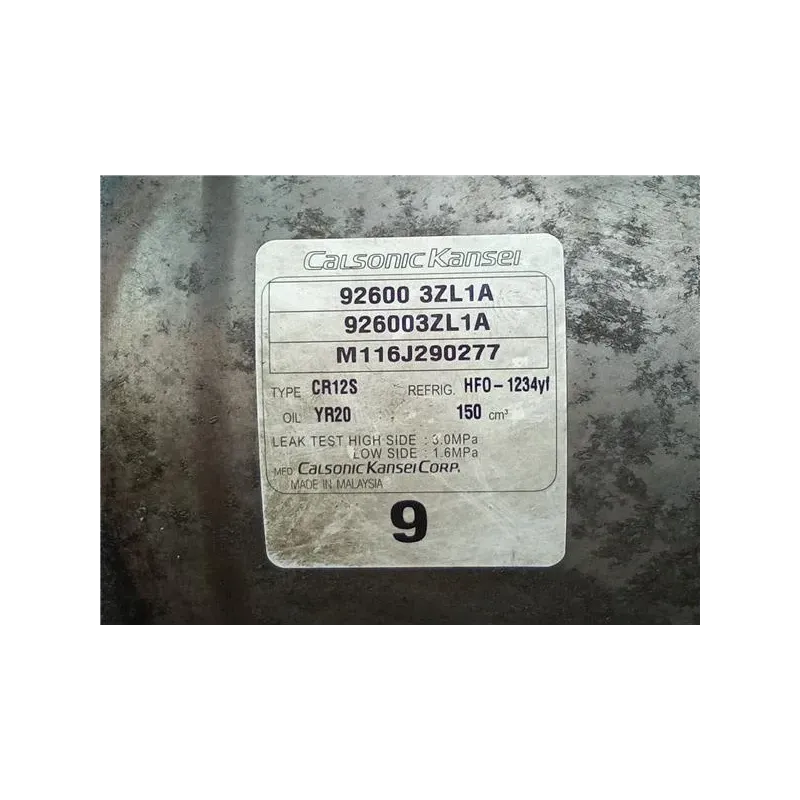 Calsonic Kansei
92600 3ZL1A
926003ZL1A
M116J290277
TYPE CR12S REFRIG. HFO-1234yf
OIL YR20 150 cm³
LEAK TEST HIGH SIDE : 3.0MPa
LOW SIDE : 1.6MPa
MFD Calsonic Kansei Corp.
MADE IN MALAYSIA
9